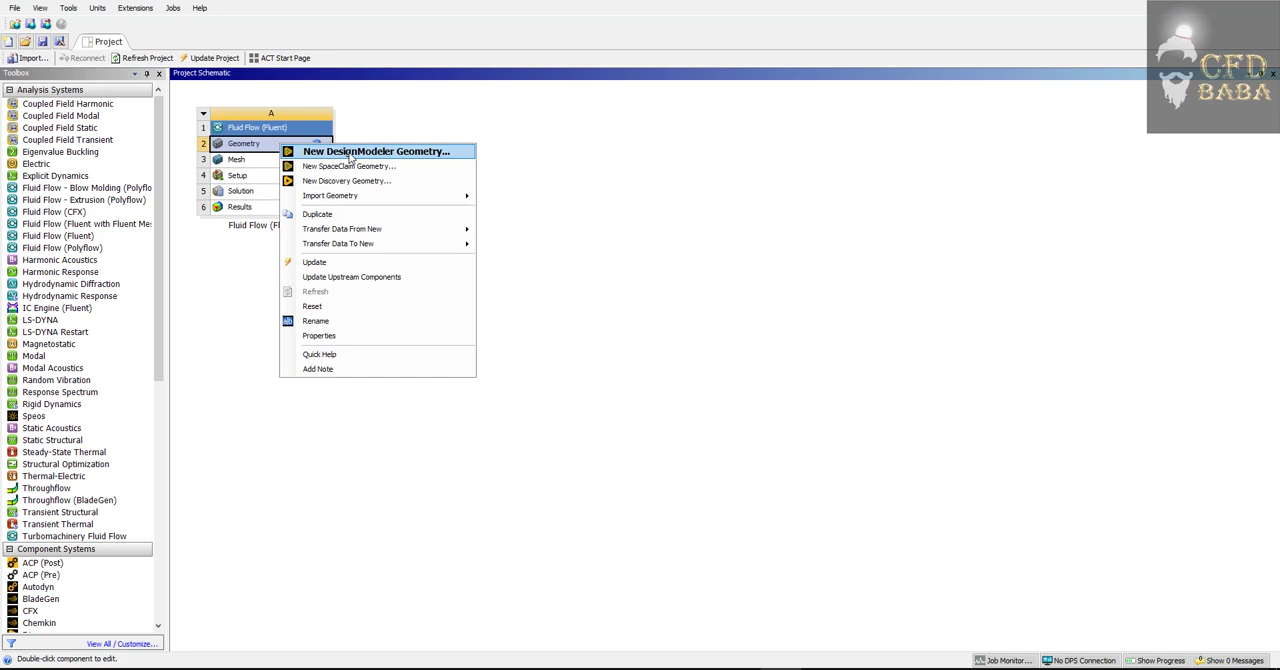 File View Tools Units Extensions Jobs Help
Project
Import... Reconnect Refresh Project Update Project ACT Start Page
Toolbox
Project Schematic
Analysis Systems
Coupled Field Harmonic
Coupled Field Modal
Coupled Field Static
Coupled Field Transient
Eigenvalue Buckling
Electric
Explicit Dynamics
Fluid Flow - Blow Molding (Polyflo
Fluid Flow - Extrusion (Polyflow)
Fluid Flow (CFX)
Fluid Flow (Fluent with Fluent Mes
Fluid Flow (Fluent)
Fluid Flow (Polyflow)
Harmonic Acoustics
Harmonic Response
Hydrodynamic Diffraction
Hydrodynamic Response
IC Engine (Fluent)
LS-DYNA
LS-DYNA Restart
Magnetostatic
Modal
Modal Acoustics
Random Vibration
Response Spectrum
Rigid Dynamics
Speos
Static Acoustics
Static Structural
Steady-State Thermal
Structural Optimization
Thermal-Electric
Throughflow
Throughflow (BladeGen)
Transient Structural
Transient Thermal
Turbomachinery Fluid Flow
Component Systems
ACP (Post)
ACP (Pre)
Autodyn
BladeGen
CFX
Chemkin
View All / Customize...
A
1 Fluid Flow (Fluent)
2 Geometry
3 Mesh
4 Setup
5 Solution
6 Results
Fluid Flow (Fl
New DesignModeler Geometry...
New SpaceClaim Geometry...
New Discovery Geometry...
Import Geometry
Duplicate
Transfer Data From New
Transfer Data To New
Update
Update Upstream Components
Refresh
Reset
Rename
Properties
Quick Help
Add Note
CFD
BABA
Double-click component to edit.
Job Monitor... No DPS Connection Show Progress Show 0 Messages